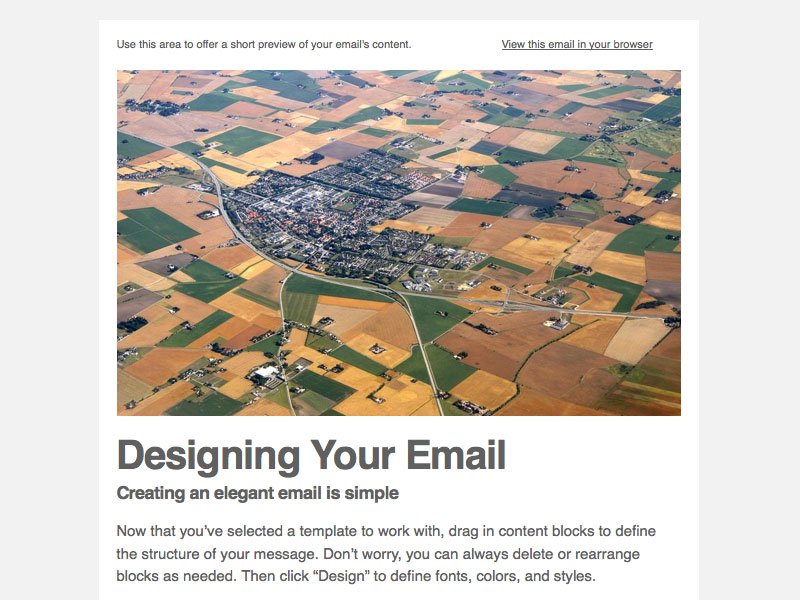 Use this area to offer a short preview of your email's content.
View this email in your browser
Designing Your Email
Creating an elegant email is simple
Now that you’ve selected a template to work with, drag in content blocks to define
the structure of your message. Don’t worry, you can always delete or rearrange
blocks as needed. Then click “Design” to define fonts, colors, and styles.